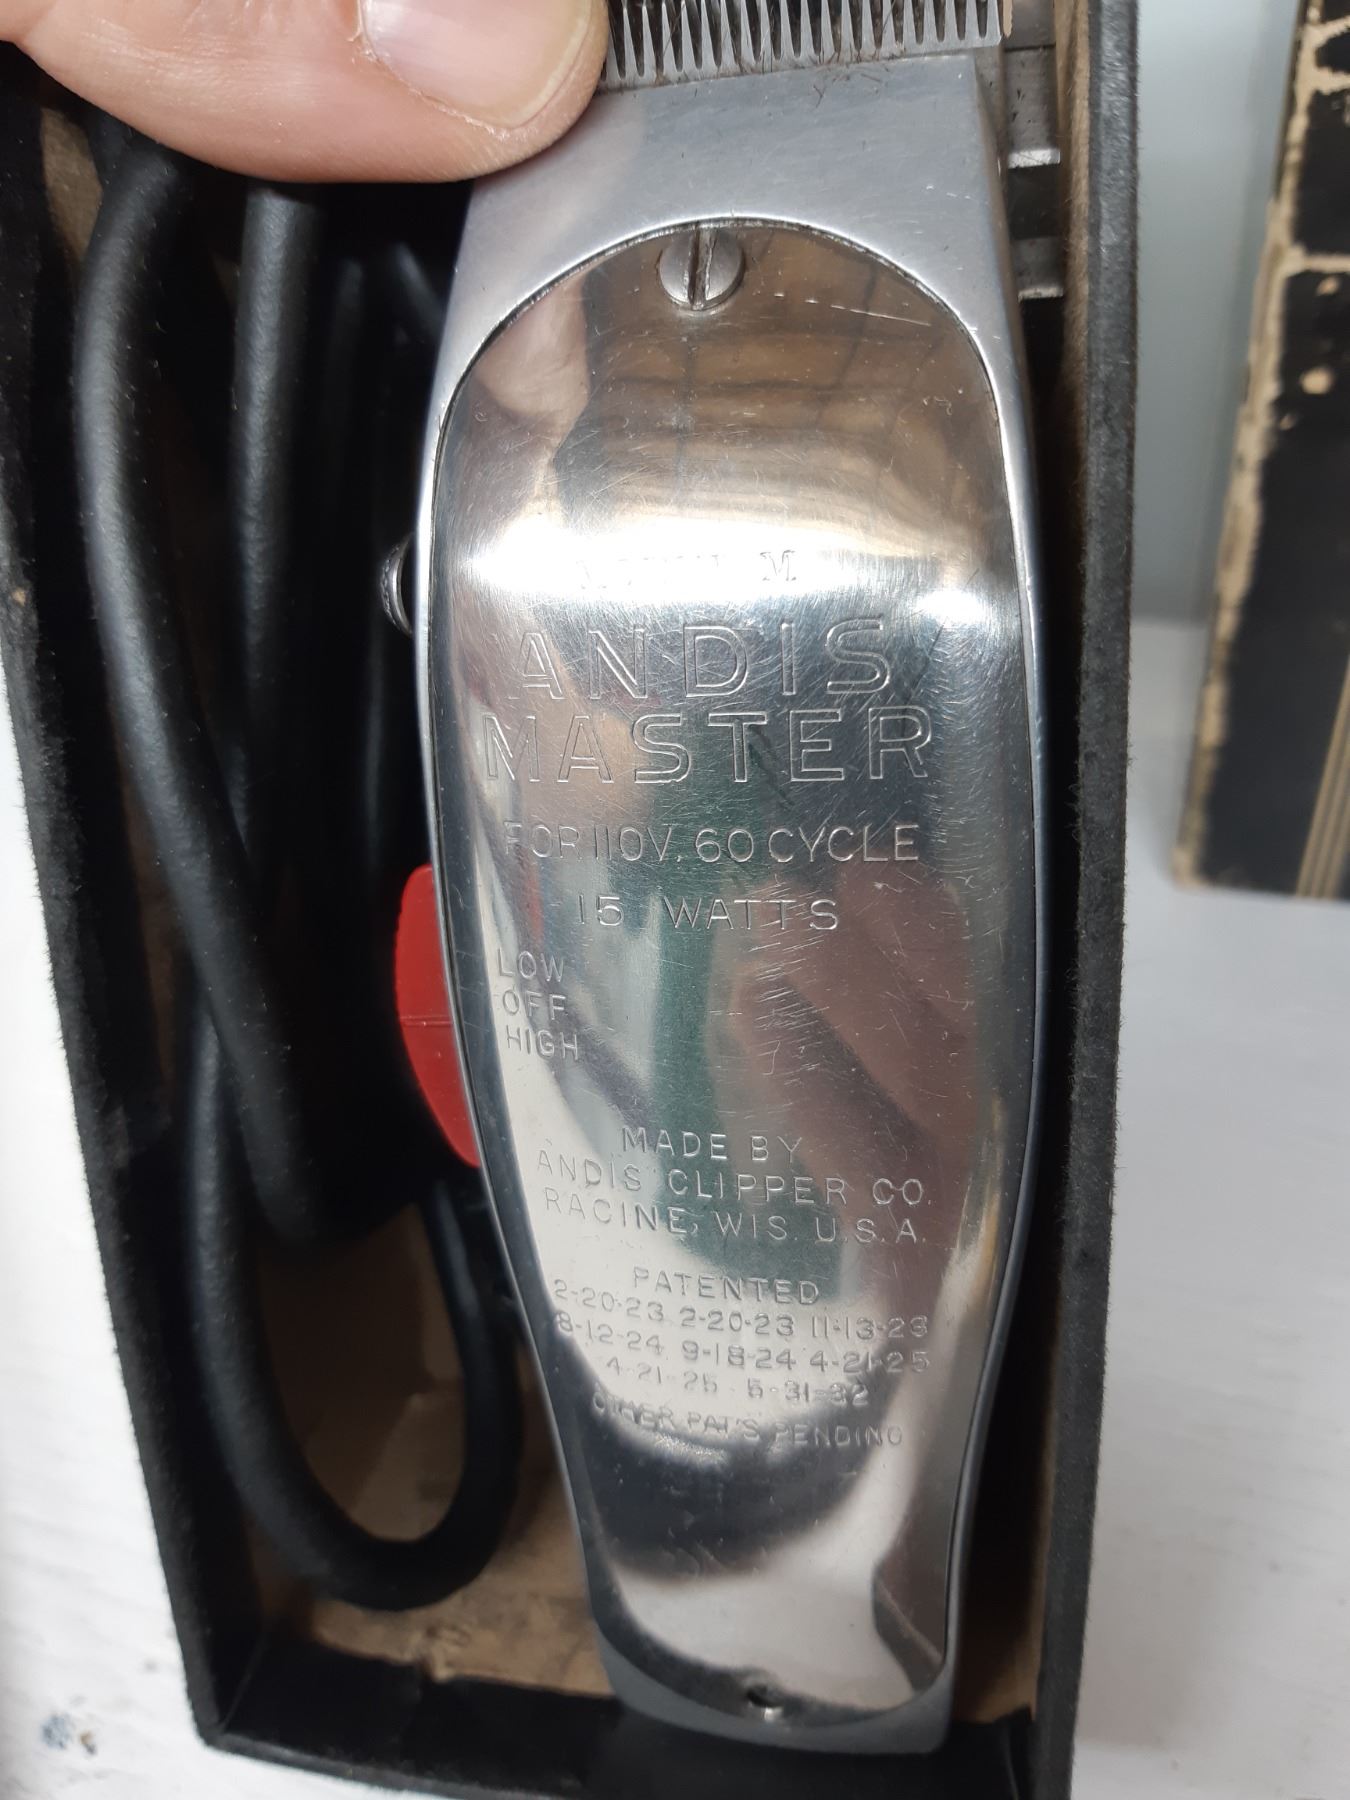 M
ANDIS
MASTER
FOR 110V. 60 CYCLE
15 WATTS
LOW
OFF
HIGH
MADE BY
ANDIS CLIPPER CO.
RACINE, WIS. U.S.A.
PATENTED
2-20-23 2-20-23 11-13-23
8-12-24 9-18-24 4-21-25
4-21-25 5-31-32
OTHER PAT'S PENDING